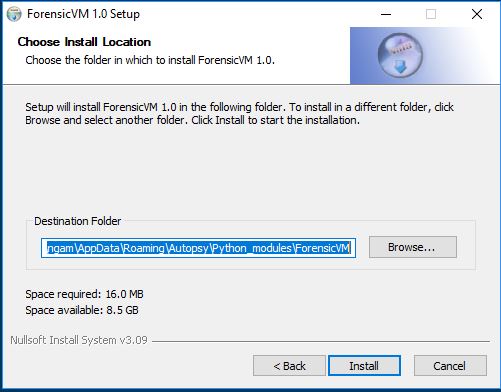 ForensicVM 1.0 Setup
Choose Install Location
Choose the folder in which to install ForensicVM 1.0.
Setup will install ForensicVM 1.0 in the following folder. To install in a different folder, click
Browse and select another folder. Click Install to start the installation.
Destination Folder
ngam\AppData\Roaming\Autopsy\Python_modules\ForensicVM
Browse...
Space required: 16.0 MB
Space available: 8.5 GB
Nullsoft Install System v3.09
< Back
Install
Cancel